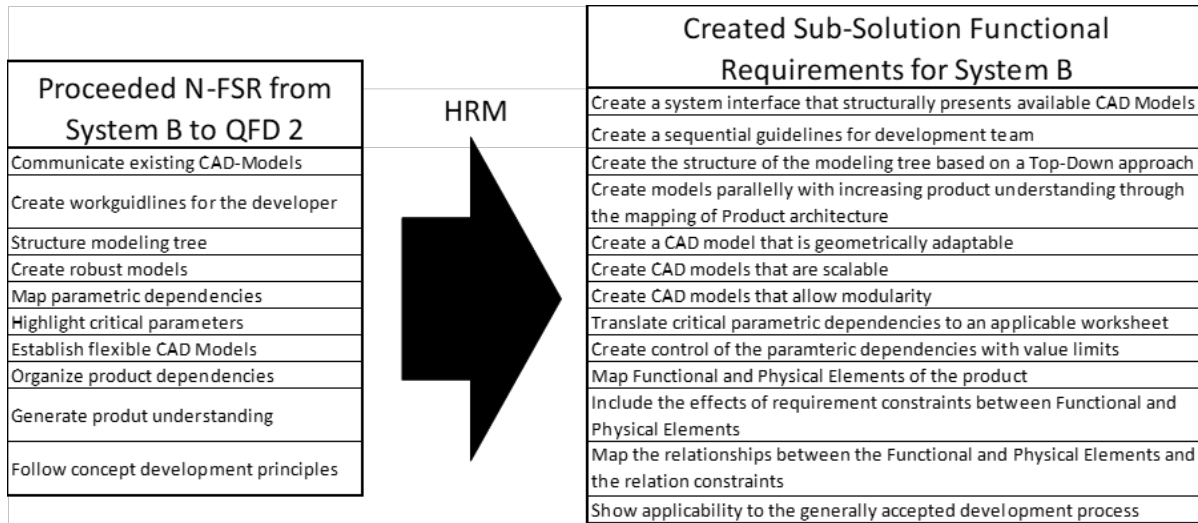 Proceeded N-FSR from
System B to QFD 2
Communicate existing CAD-Models
Create workguidlines for the developer
Structure modeling tree
Create robust models
Map parametric dependencies
Highlight critical parameters
Establish flexible CAD Models
Organize product dependencies
Generate produt understanding
Follow concept development principles
HRM
Created Sub-Solution Functional
Requirements for System B
Create a system interface that structurally presents available CAD Models
Create a sequential guidelines for development team
Create the structure of the modeling tree based on a Top-Down approach
Create models parallelly with increasing product understanding through
the mapping of Product architecture
Create a CAD model that is geometrically adaptable
Create CAD models that are scalable
Create CAD models that allow modularity
Translate critical parametric dependencies to an applicable worksheet
Create control of the paramteric dependencies with value limits
Map Functional and Physical Elements of the product
Include the effects of requirement constraints between Functional and
Physical Elements
Map the relationships between the Functional and Physical Elements and
the relation constraints
Show applicability to the generally accepted development process